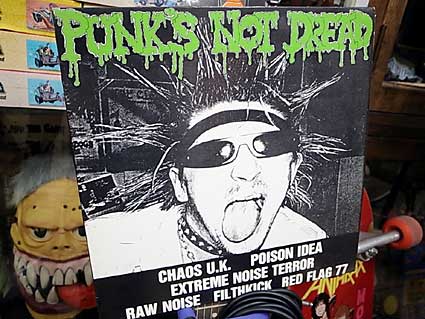 PUNK'S NOT DREAD
CHAOS U.K. POISON IDEA
EXTREME NOISE TERROR
RAW NOISE FILTHKICK RED FLAG 77